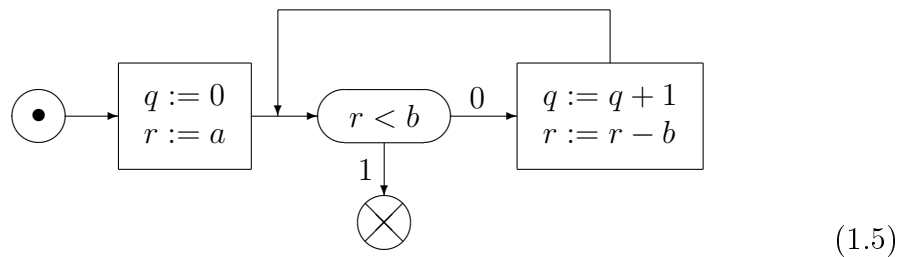 q := 0
r := a
r < b
0
q := q + 1
r := r − b
1
(1.5)